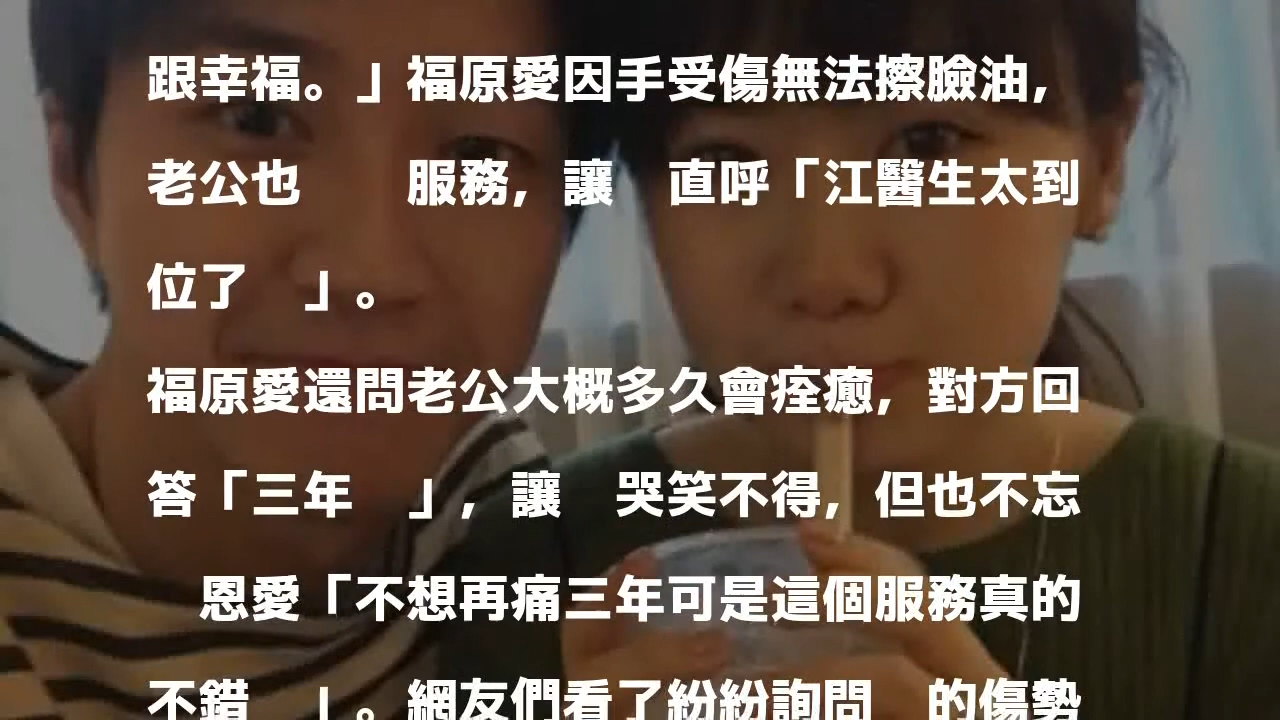 跟幸福。」福原愛因手受傷無法擦臉油,
老公也　　服務,讓　直呼「江醫生太到
位了　」。
福原愛還問老公大概多久會痊癒,對方回
答「三年　」,讓　哭笑不得,但也不忘
　恩愛「不想再痛三年可是這個服務真的
不錯　」。網友們看了紛紛詢問　的傷勢